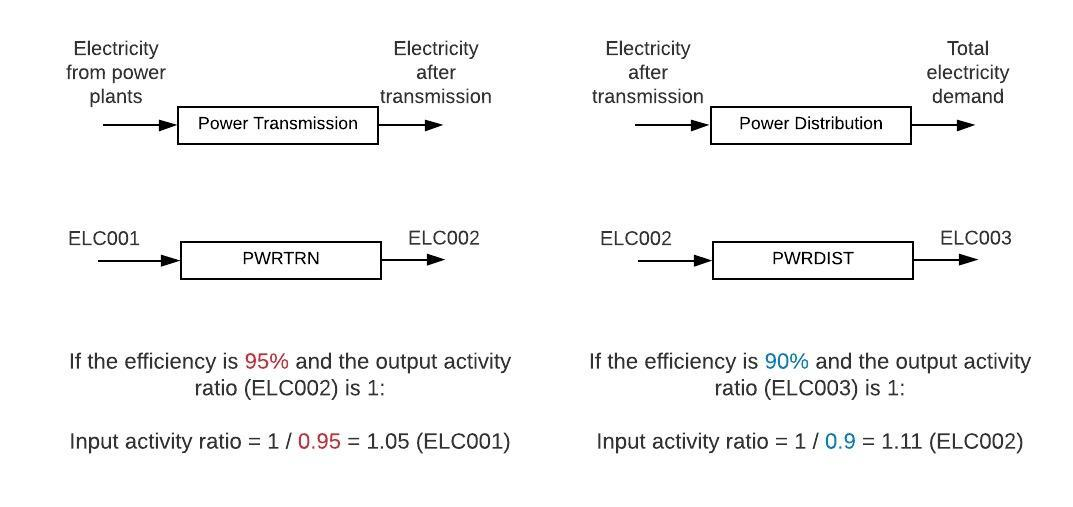 Electricity
from power
plants
Electricity
after
transmission
Power Transmission
Electricity
after
transmission
Total
electricity
demand
Power Distribution
ELC001
PWRTRN
ELC002
ELC002
PWRDIST
ELC003
If the efficiency is 95% and the output activity
ratio (ELC002) is 1:
Input activity ratio = 1 / 0.95 = 1.05 (ELC001)
If the efficiency is 90% and the output activity
ratio (ELC003) is 1:
Input activity ratio = 1 / 0.9 = 1.11 (ELC002)